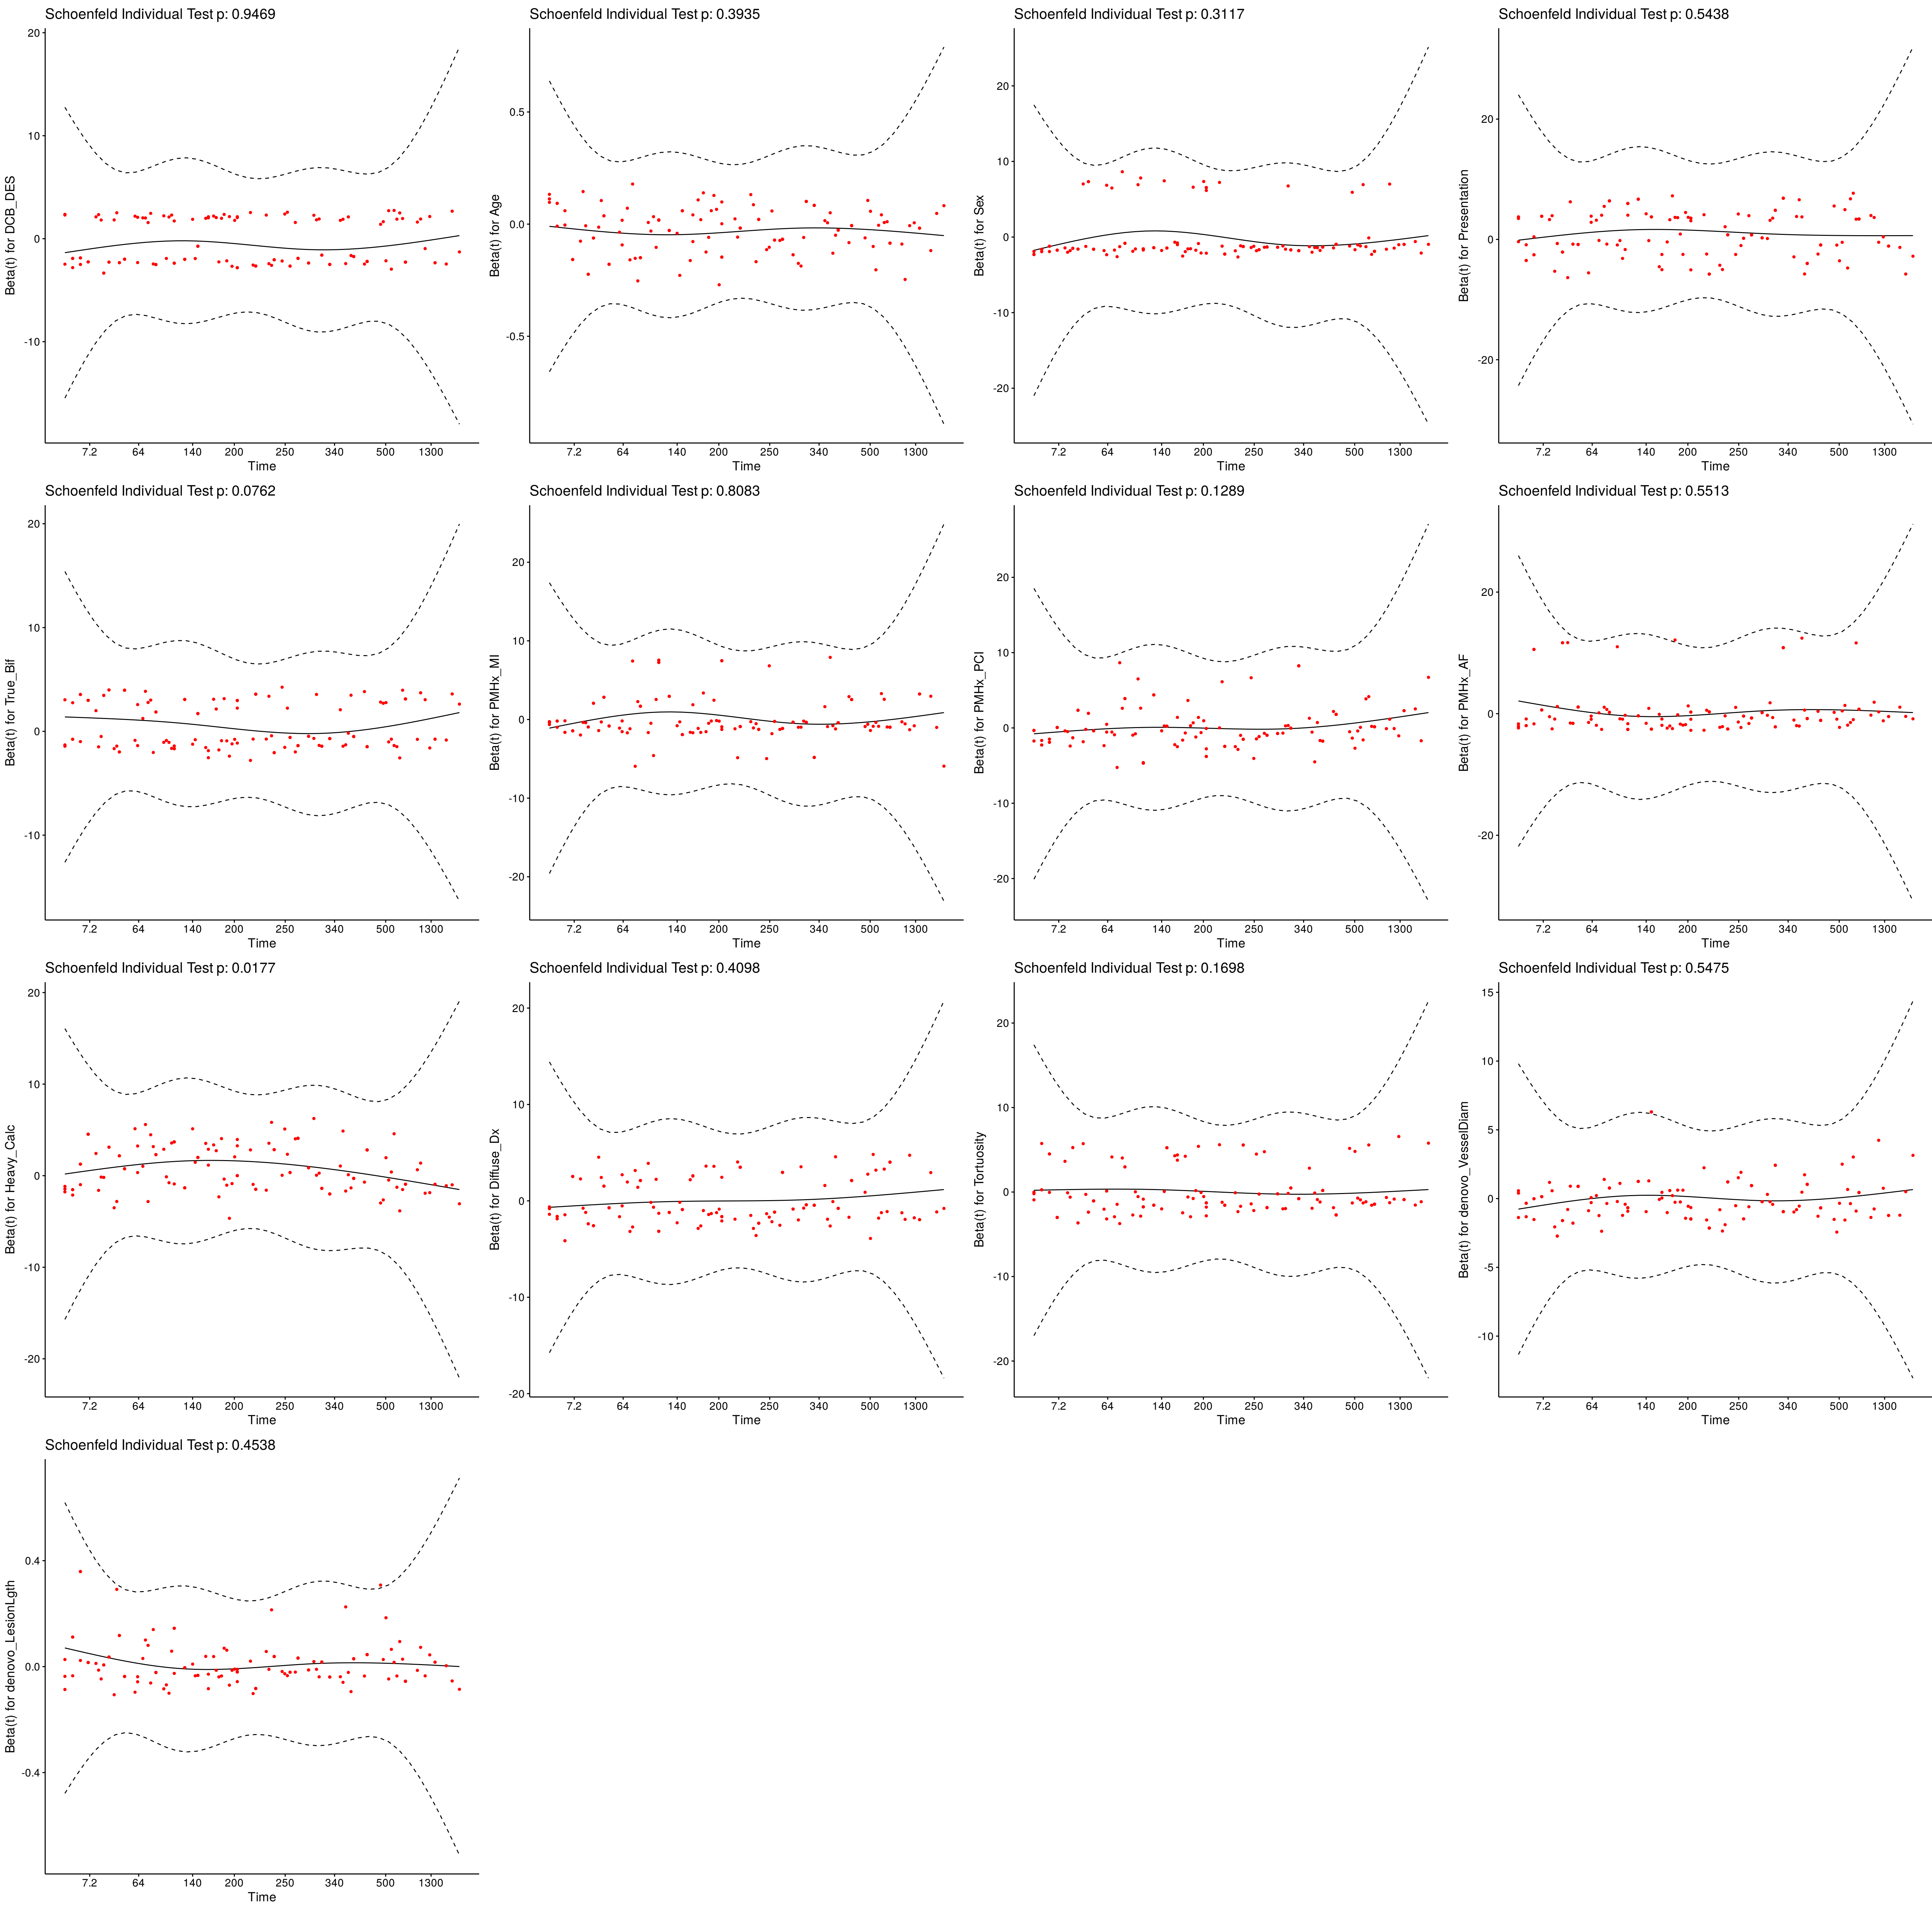 Schoenfeld Individual Test p: 0.9469
Beta(t) for DCB_DES
20
10
0
-10
7.2 64 140 200 250 340 500 1300
Time
Schoenfeld Individual Test p: 0.3935
Beta(t) for Age
0.5
0.0
-0.5
7.2 64 140 200 250 340 500 1300
Time
Schoenfeld Individual Test p: 0.3117
Beta(t) for Sex
20
10
0
-10
-20
7.2 64 140 200 250 340 500 1300
Time
Schoenfeld Individual Test p: 0.5438
Beta(t) for Presentation
20
0
-20
7.2 64 140 200 250 340 500 1300
Time
Schoenfeld Individual Test p: 0.0762
Beta(t) for True_Bif
20
10
0
-10
7.2 64 140 200 250 340 500 1300
Time
Schoenfeld Individual Test p: 0.8083
Beta(t) for PMHx_MI
20
10
0
-10
-20
7.2 64 140 200 250 340 500 1300
Time
Schoenfeld Individual Test p: 0.1289
Beta(t) for PMHx_PCI
20
10
0
-10
-20
7.2 64 140 200 250 340 500 1300
Time
Schoenfeld Individual Test p: 0.5513
Beta(t) for PMHx_AF
20
0
-20
7.2 64 140 200 250 340 500 1300
Time
Schoenfeld Individual Test p: 0.0177
Beta(t) for Heavy_Calc
20
10
0
-10
-20
7.2 64 140 200 250 340 500 1300
Time
Schoenfeld Individual Test p: 0.4098
Beta(t) for Diffuse_Dx
20
10
0
-10
-20
7.2 64 140 200 250 340 500 1300
Time
Schoenfeld Individual Test p: 0.1698
Beta(t) for Tortuosity
20
10
0
-10
-20
7.2 64 140 200 250 340 500 1300
Time
Schoenfeld Individual Test p: 0.5475
Beta(t) for denovo_VesselDiam
15
10
5
0
-5
-10
7.2 64 140 200 250 340 500 1300
Time
Schoenfeld Individual Test p: 0.4538
Beta(t) for denovo_LesionLgth
0.4
0.0
-0.4
7.2 64 140 200 250 340 500 1300
Time